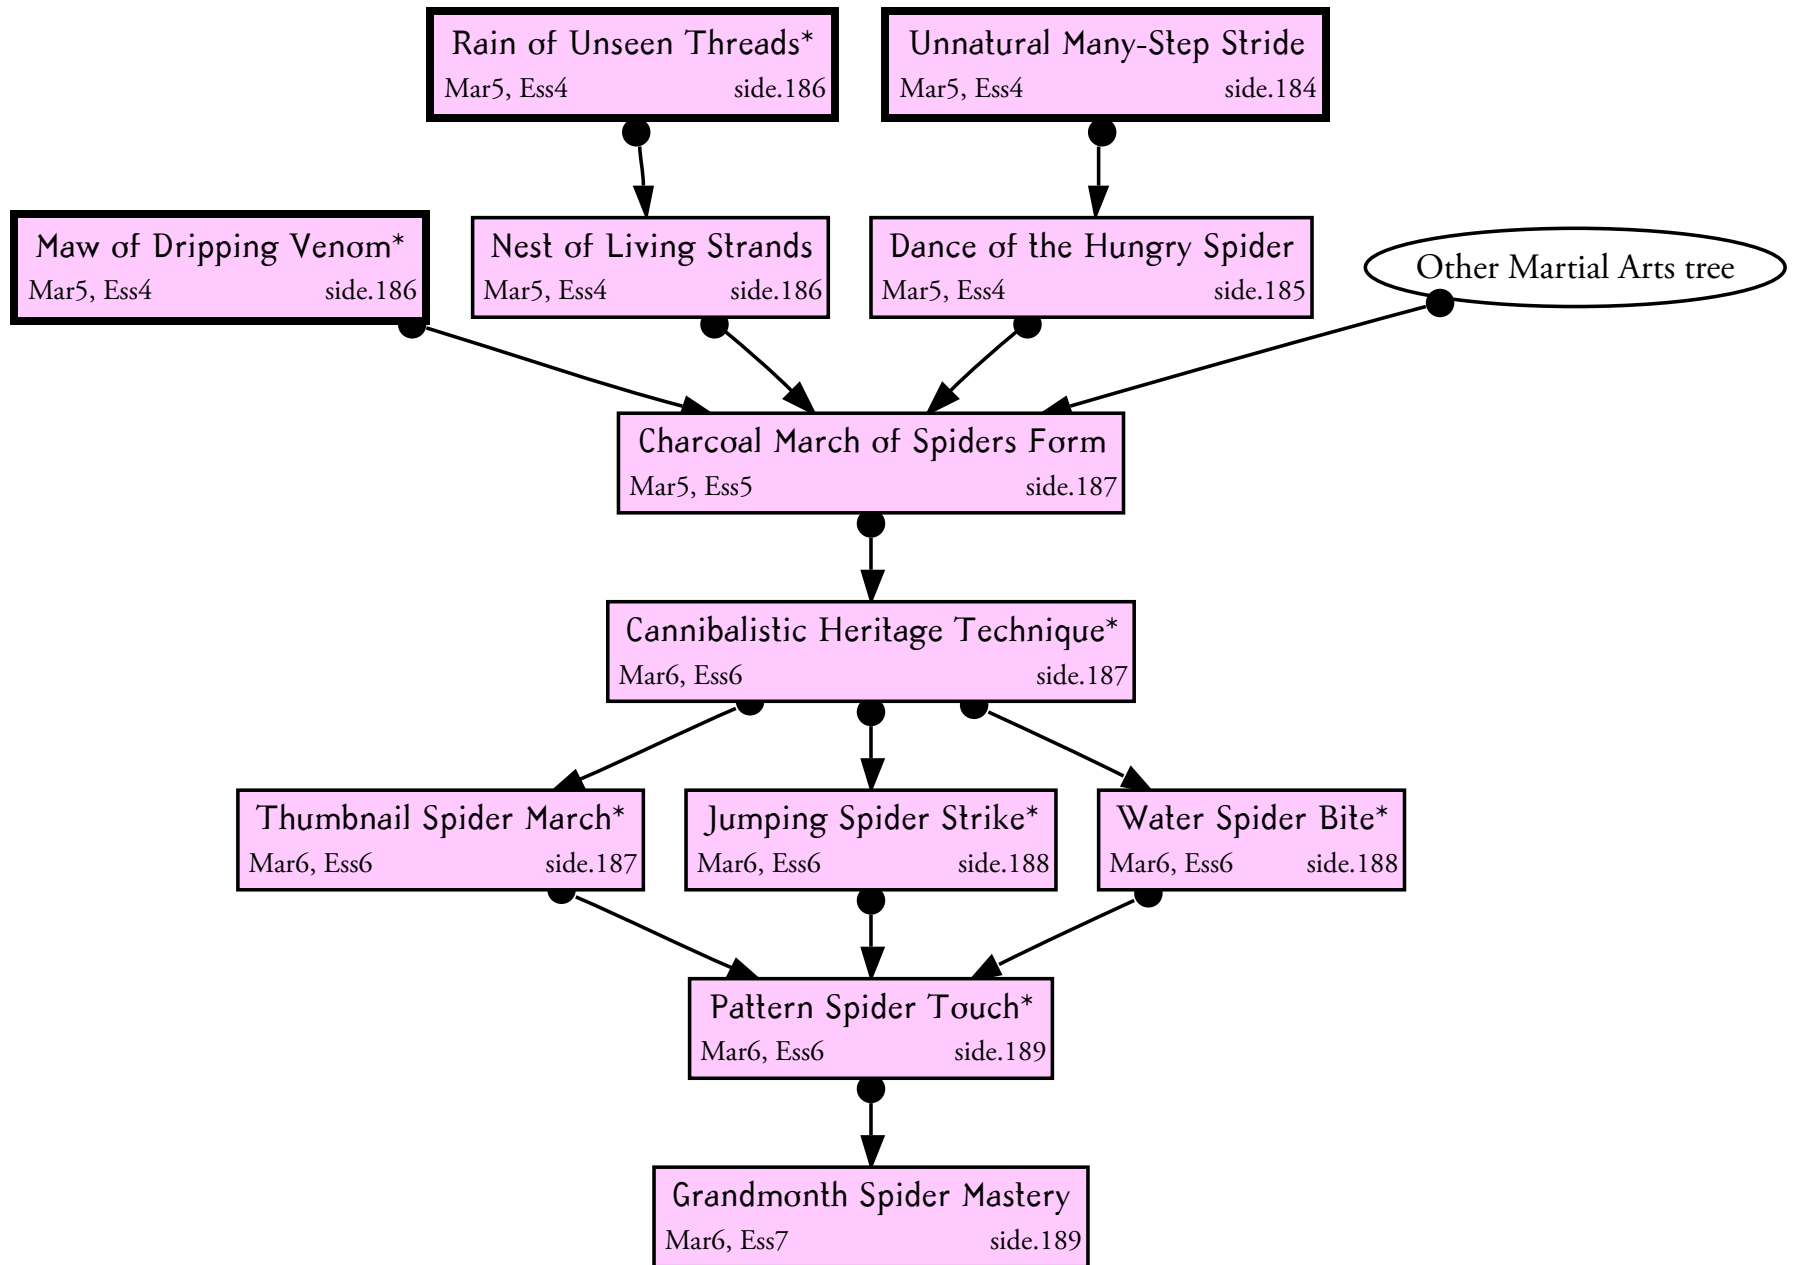 Rain of Unseen Threads*
Mar5, Ess4 side.186
Unnatural Many-Step Stride
Mar5, Ess4 side.184
Maw of Dripping Venom*
Mar5, Ess4 side.186
Nest of Living Strands
Mar5, Ess4 side.186
Dance of the Hungry Spider
Mar5, Ess4 side.185
Other Martial Arts tree
Charcoal March of Spiders Form
Mar5, Ess5 side.187
Cannibalistic Heritage Technique*
Mar6, Ess6 side.187
Thumbnail Spider March*
Mar6, Ess6 side.187
Jumping Spider Strike*
Mar6, Ess6 side.188
Water Spider Bite*
Mar6, Ess6 side.188
Pattern Spider Touch*
Mar6, Ess6 side.189
Grandmonth Spider Mastery
Mar6, Ess7 side.189